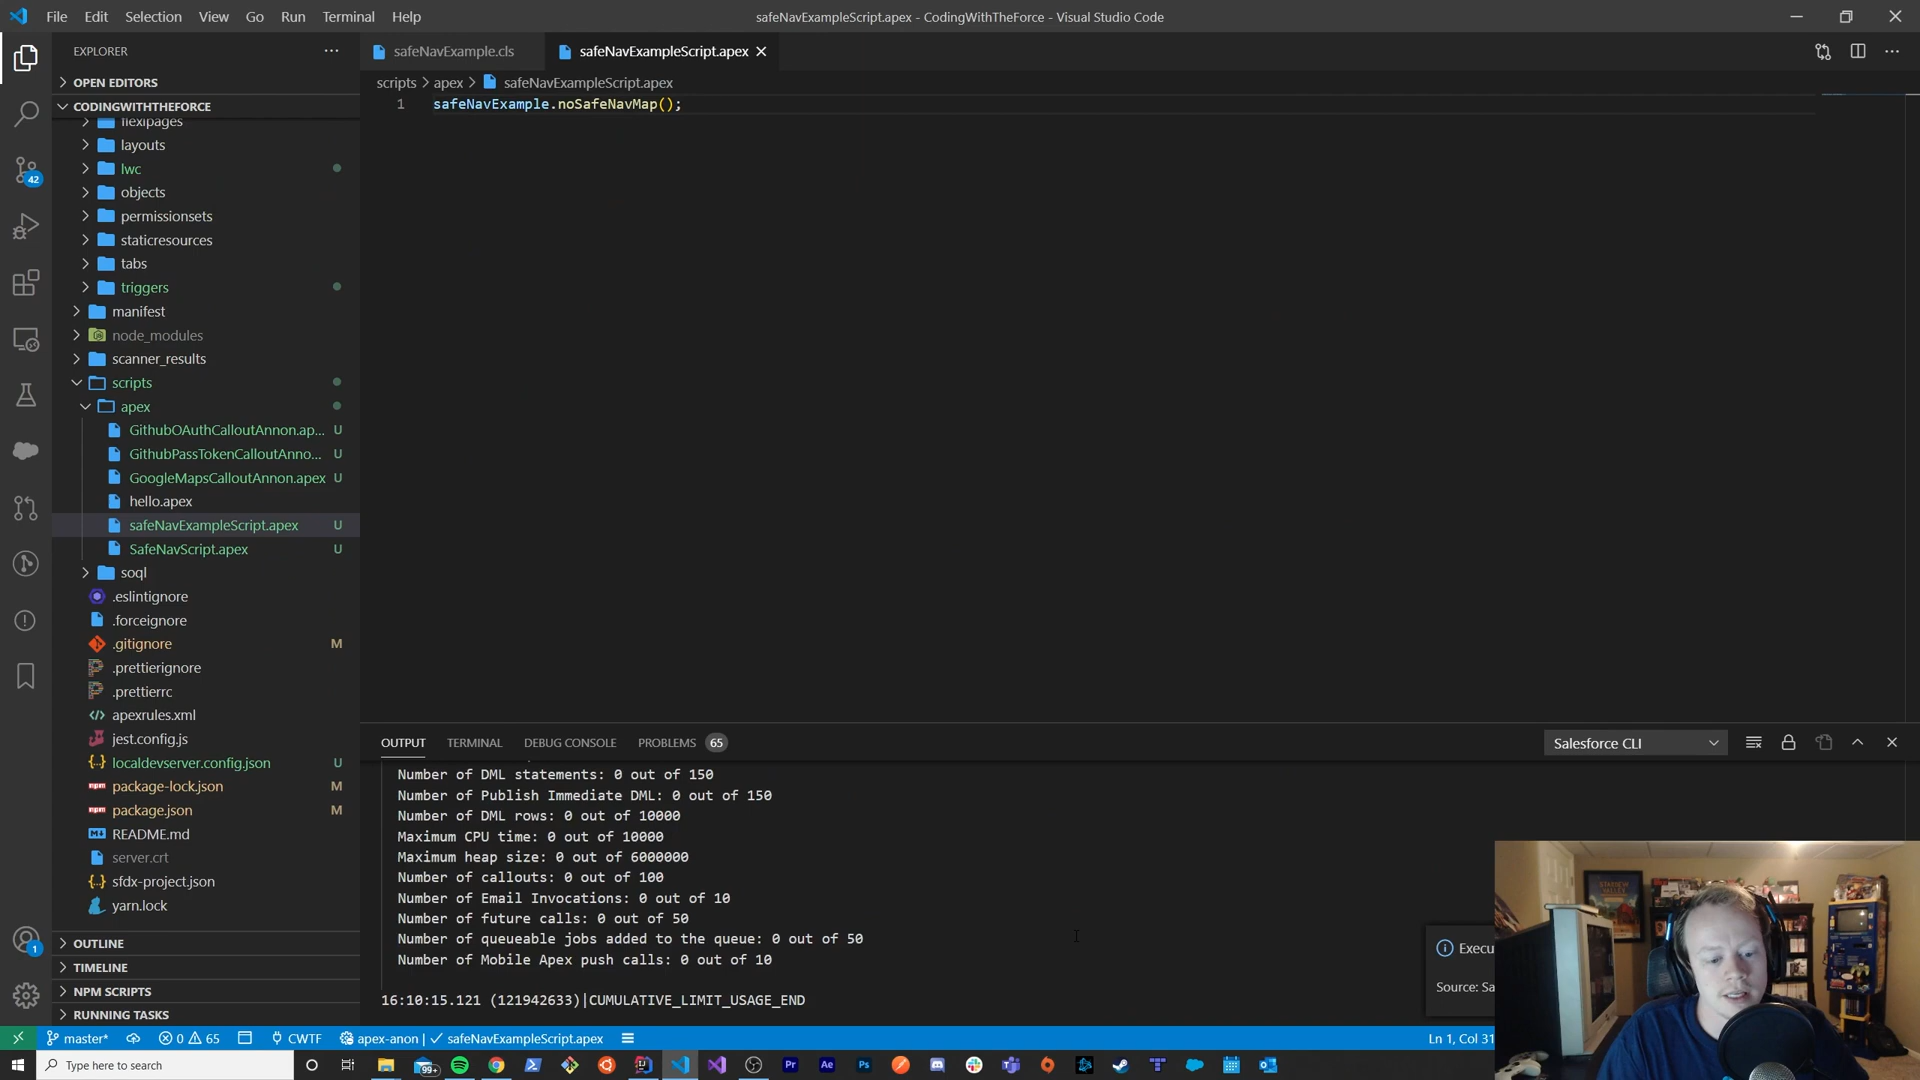 File Edit Selection View Go Run Terminal Help
safeNavExampleScript.apex - CodingWithTheForce - Visual Studio Code
EXPLORER
safeNavExample.cls
safeNavExampleScript.apex
OPEN EDITORS
scripts > apex > safeNavExampleScript.apex
CODINGWITHTHEFORCE
1 safeNavExample.noSafeNavMap();
flexipages
layouts
lwc
objects
42
permissionsets
staticresources
tabs
triggers
manifest
node_modules
scanner_results
scripts
apex
GithubOAuthCalloutAnnon.ap... U
GithubPassTokenCalloutAnno... U
GoogleMapsCalloutAnnon.apex U
hello.apex
safeNavExampleScript.apex U
SafeNavScript.apex U
soql
.eslintignore
.forceignore
.gitignore M
.prettierignore
.prettierrc
apexrules.xml
jest.config.js
localdevserver.config.json U
package-lock.json M
package.json M
README.md
server.crt
sfdx-project.json
yarn.lock
1
OUTLINE
TIMELINE
NPM SCRIPTS
RUNNING TASKS
OUTPUT TERMINAL DEBUG CONSOLE PROBLEMS 65
Salesforce CLI
Number of DML statements: 0 out of 150
Number of Publish Immediate DML: 0 out of 150
Number of DML rows: 0 out of 10000
Maximum CPU time: 0 out of 10000
Maximum heap size: 0 out of 6000000
Number of callouts: 0 out of 100
Number of Email Invocations: 0 out of 10
Number of future calls: 0 out of 50
Number of queueable jobs added to the queue: 0 out of 50
Number of Mobile Apex push calls: 0 out of 10
16:10:15.121 (121942633)|CUMULATIVE_LIMIT_USAGE_END
Execu
Source: Sa
master* 0 65 CWTF apex-anon | ✓ safeNavExampleScript.apex
Ln 1, Col 31
Type here to search
99+
Pr
Ae
Ps